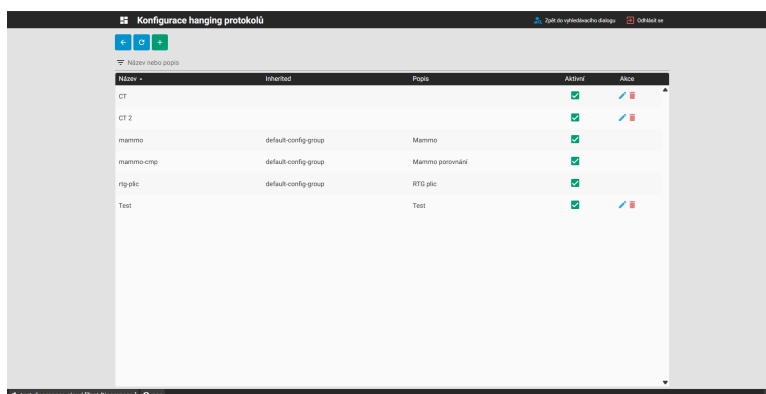 Konfigurace hanging protokolů
Zpět do vyhledávacího dialogu Odhlásit se
Název nebo popis
Název Inherited Popis Aktivní Akce
CT
CT 2
mammo default-config-group Mammo
mammo-cmp default-config-group Mammo porovnání
rtg-plic default-config-group RTG plic
Test Test